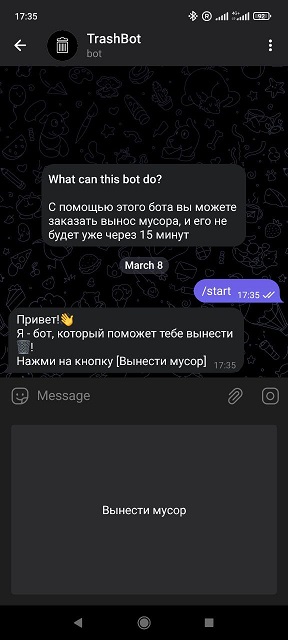 17:35
92
TrashBot
bot
What can this bot do?
С помощью этого бота вы можете
заказать вынос мусора, и его не
будет уже через 15 минут
March 8
/start 17:35
Привет!👋
Я - бот, который поможет тебе вынести
🗑!
Нажми на кнопку [Вынести мусор] 17:35
Message
Вынести мусор